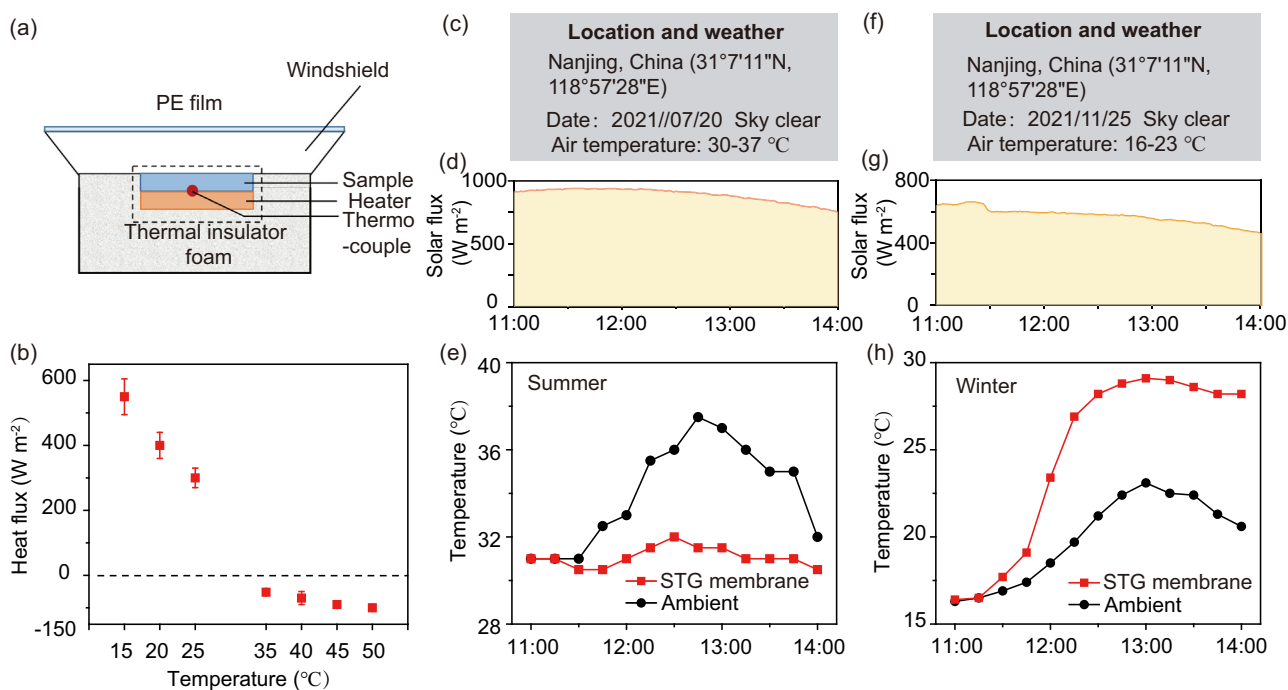 (a)
Windshield
PE film
Sample
Heater
Thermo
-couple
Thermal insulator
foam
(b)
Heat flux (W m⁻²)
600
400
200
0
-150
15 20 25 35 40 45 50
Temperature (℃)
(c)
Location and weather
Nanjing, China (31°7'11"N,
118°57'28"E)
Date： 2021//07/20 Sky clear
Air temperature: 30-37 ℃
(d)
Solar flux
(W m⁻²)
1000
750
0
11:00 12:00 13:00 14:00
(e)
Summer
Temperature (℃)
40
36
32
28
STG membrane
Ambient
11:00 12:00 13:00 14:00
(f)
Location and weather
Nanjing, China (31°7'11"N,
118°57'28"E)
Date： 2021/11/25 Sky clear
Air temperature: 16-23 ℃
(g)
Solar flux
(W m⁻²)
800
600
0
11:00 12:00 13:00 14:00
(h)
Winter
Temperature (℃)
30
25
20
15
STG membrane
Ambient
11:00 12:00 13:00 14:00